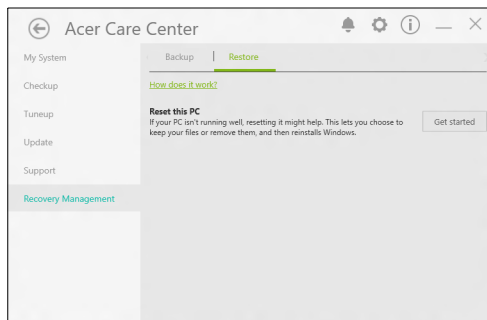 Acer Care Center
My System
Checkup
Tuneup
Update
Support
Recovery Management
Backup
Restore
How does it work?
Reset this PC
If your PC isn't running well, resetting it might help. This lets you choose to
keep your files or remove them, and then reinstalls Windows.
Get started